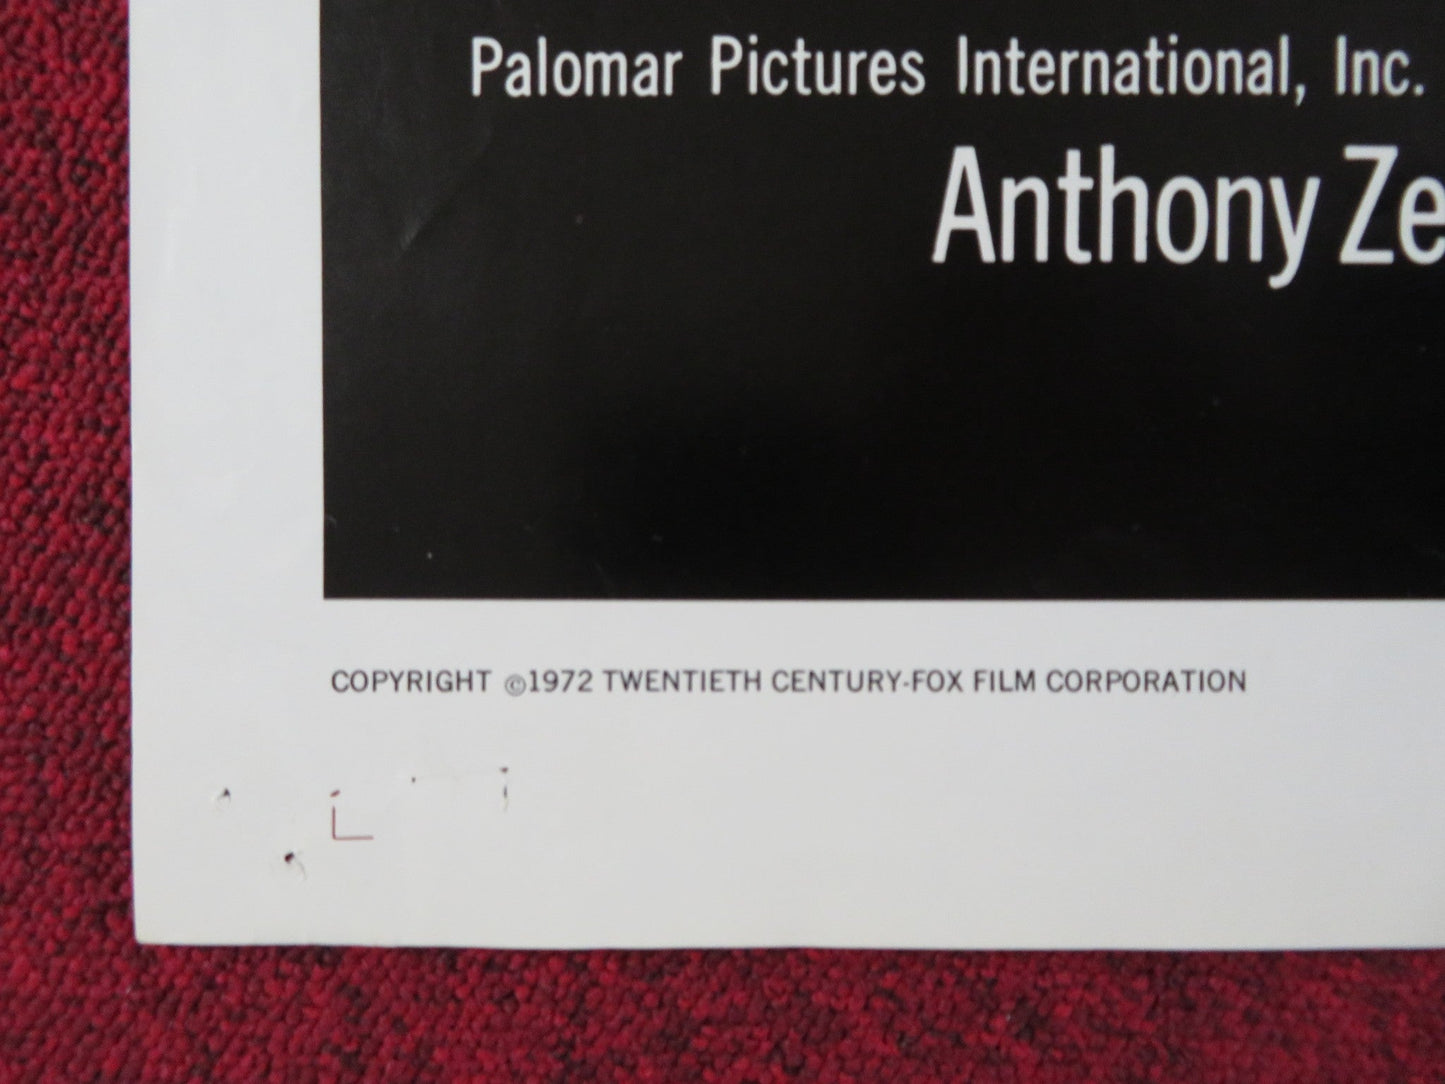 Palomar Pictures International, Inc.
Anthony Ze
COPYRIGHT ©1972 TWENTIETH CENTURY-FOX FILM CORPORATION